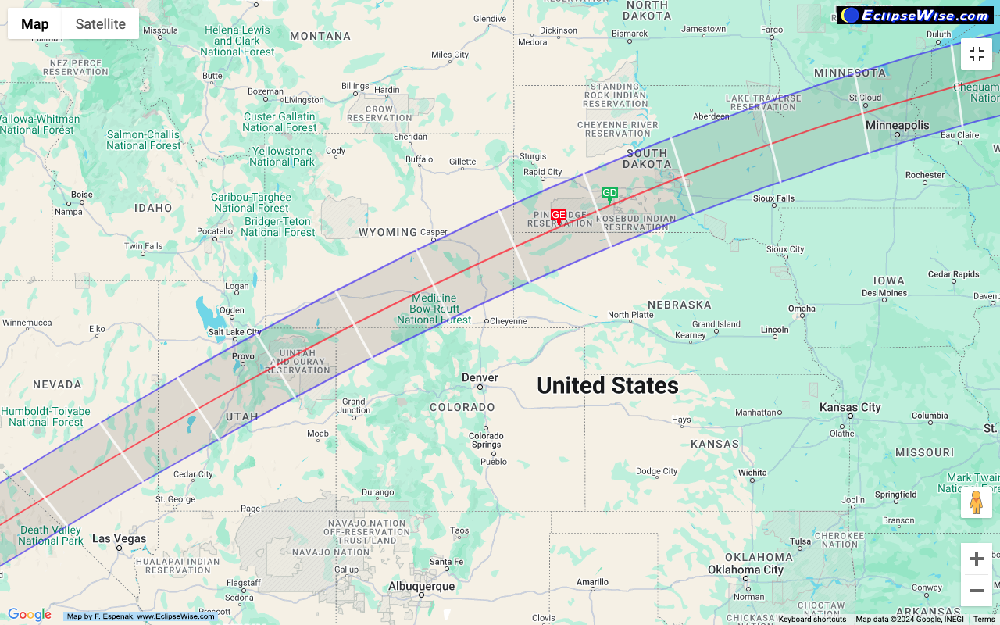 Map
Satellite
EclipseWise.com
NORTH
DAKOTA
Glendive
Dickinson
Medora
Bismarck
Jamestown
Fargo
Duluth
Missoula
Helena-Lewis
and Clark
National Forest
MONTANA
Miles City
NEZ PERCE
RESERVATION
Butte
Bozeman
Livingston
Billings
Hardin
CROW
RESERVATION
STANDING
ROCK INDIAN
RESERVATION
LAKE TRAVERSE
RESERVATION
MINNESOTA
St Cloud
Minneapolis
Chequam
Nation
Wallowa-Whitman
National Forest
Salmon-Challis
National Forest
Custer Gallatin
National Forest
CHEYENNE RIVER
RESERVATION
Aberdeen
Eau Claire
Sheridan
Yellowstone
National Park
Cody
Buffalo
Gillette
Sturgis
Rapid City
SOUTH
DAKOTA
Rochester
Boise
Nampa
IDAHO
Caribou-Targhee
National Forest
Bridger-Teton
National Forest
GD
GE
PINE RIDGE
RESERVATION
ROSEBUD INDIAN
RESERVATION
Sioux Falls
Pocatello
Twin Falls
WYOMING
Casper
Sioux City
IOWA
Cedar Rapids
Des Moines
Davenp
Logan
Ogden
Salt Lake City
Provo
Winnemucca
Elko
Medicine
Bow-Routt
National Forest
Cheyenne
NEBRASKA
North Platte
Grand Island
Kearney
Lincoln
Omaha
UINTAH
AND OURAY
RESERVATION
NEVADA
Humboldt-Toiyabe
National Forest
UTAH
Denver
United States
Grand
Junction
COLORADO
Moab
Colorado
Springs
Pueblo
Manhattan
Hays
KANSAS
Kansas City
Olathe
Columbia
St.
MISSOURI
Cedar City
St. George
Dodge City
Wichita
Mark Twain
National Fore
Joplin
Springfield
Branson
Durango
Page
Death Valley
National Park
Las Vegas
NAVAJO NATION
OFF-RESERVATION
TRUST LAND
NAVAJO NATION
Taos
HUALAPAI INDIAN
RESERVATION
Gallup
Santa Fe
Albuquerque
Flagstaff
Sedona
Prescott
Amarillo
Clovis
Tulsa
CHEROKEE
NATION
OKLAHOMA
Oklahoma City
Norman
CHOCTAW
NATION
CHICKASA
Conway
ARKANSAS
Google
Map by F. Espenak, www.EclipseWise.com
Keyboard shortcuts
Map data ©2024 Google, INEGI
Terms